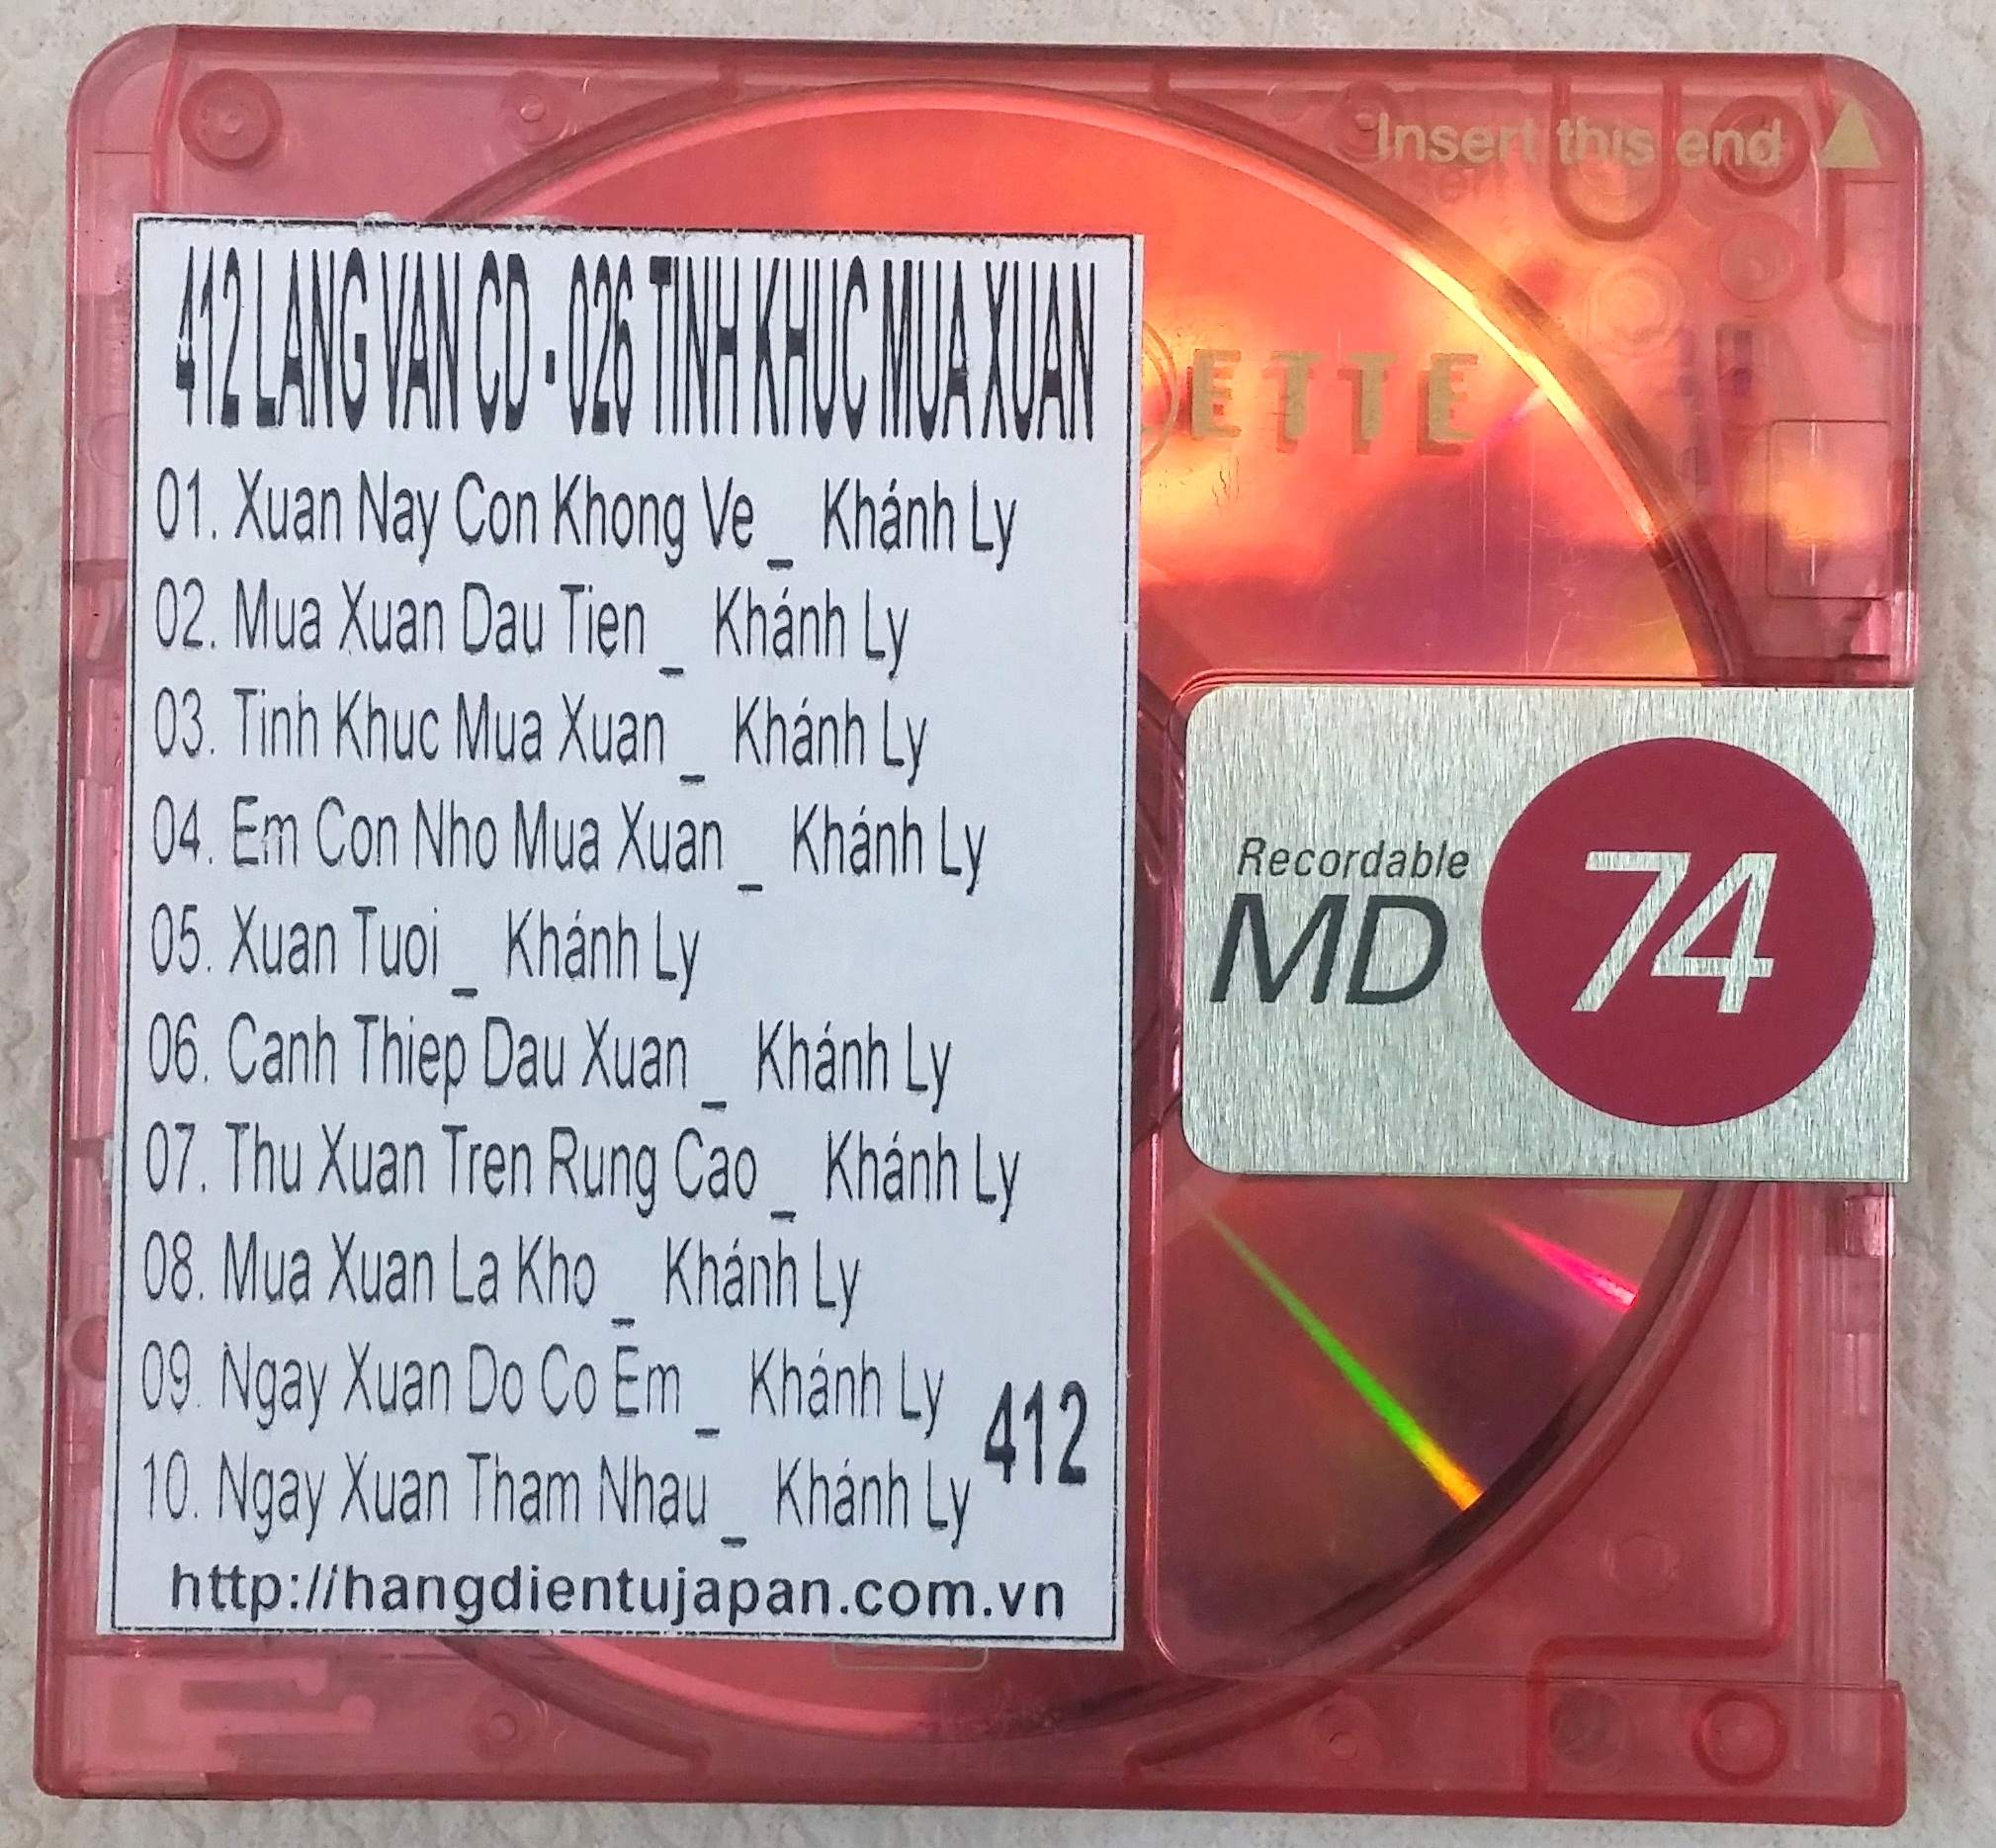 Insert this end
412 LANG VAN CD - 026 TINH KHUC MUA XUAN
01. Xuan Nay Con Khong Ve _ Khánh Ly
02. Mua Xuan Dau Tien _ Khánh Ly
03. Tinh Khuc Mua Xuan _ Khánh Ly
04. Em Con Nho Mua Xuan _ Khánh Ly
05. Xuan Tuoi _ Khánh Ly
06. Canh Thiep Dau Xuan _ Khánh Ly
07. Thu Xuan Tren Rung Cao _ Khánh Ly
08. Mua Xuan La Kho _ Khánh Ly
09. Ngay Xuan Do Co Em _ Khánh Ly
10. Ngay Xuan Tham Nhau _ Khánh Ly
412
http://hangdientujapan.com.vn
ETTE
Recordable
MD 74